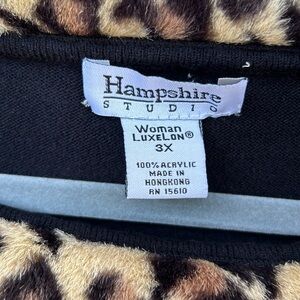 Hampshire
STUDIO
Woman
LUXELON®
3X
100% ACRYLIC
MADE IN
HONGKONG
RN 15610